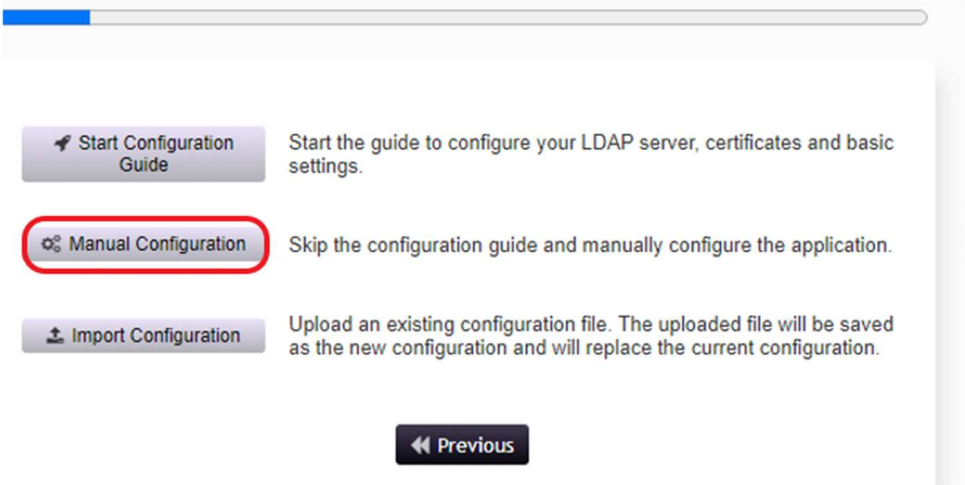 Start Configuration
Guide
Start the guide to configure your LDAP server, certificates and basic
settings.
Manual Configuration
Skip the configuration guide and manually configure the application.
Import Configuration
Upload an existing configuration file. The uploaded file will be saved
as the new configuration and will replace the current configuration.
Previous